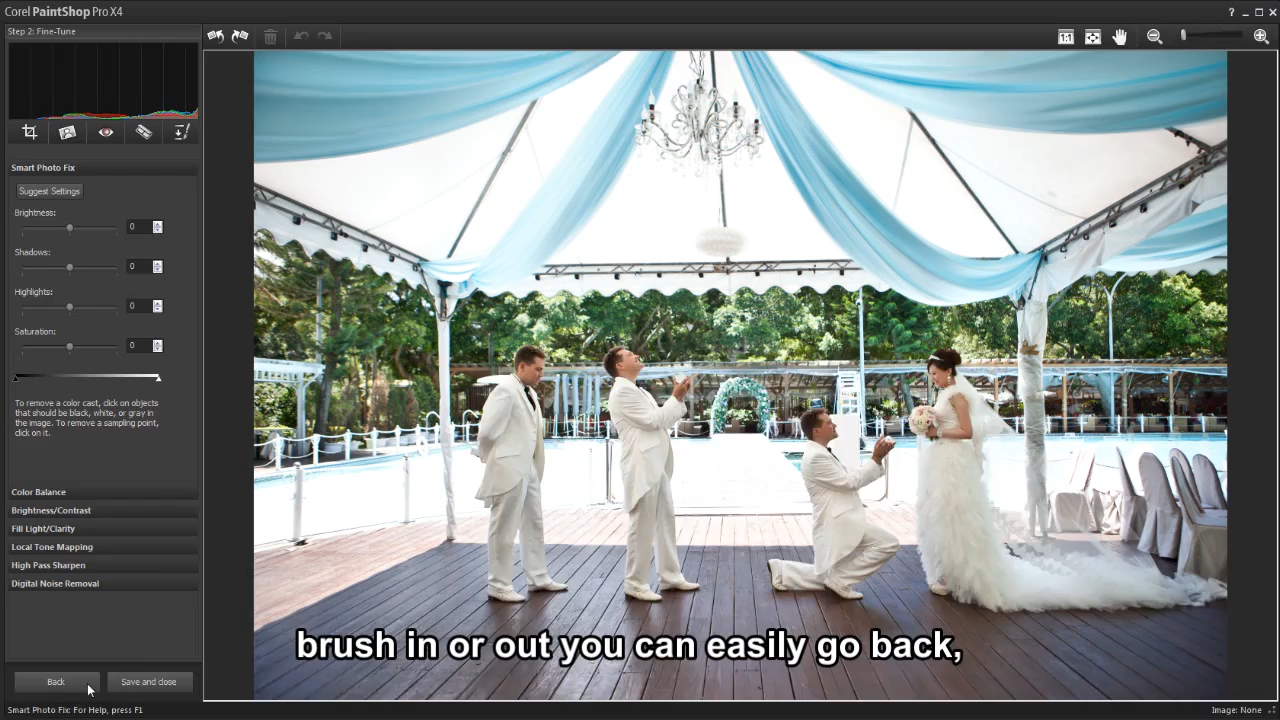 Corel PaintShop Pro X4
Step 2: Fine-Tune
Smart Photo Fix
Suggest Settings
Brightness:
0
Shadows:
0
Highlights:
0
Saturation:
0
To remove a color cast, click on objects
that should be black, white, or gray in
the image. To remove a sampling point,
click on it.
Color Balance
Brightness/Contrast
Fill Light/Clarity
Local Tone Mapping
High Pass Sharpen
Digital Noise Removal
Back
Save and close
Smart Photo Fix: For Help, press F1
?
1:1
brush in or out you can easily go back,
Image: None